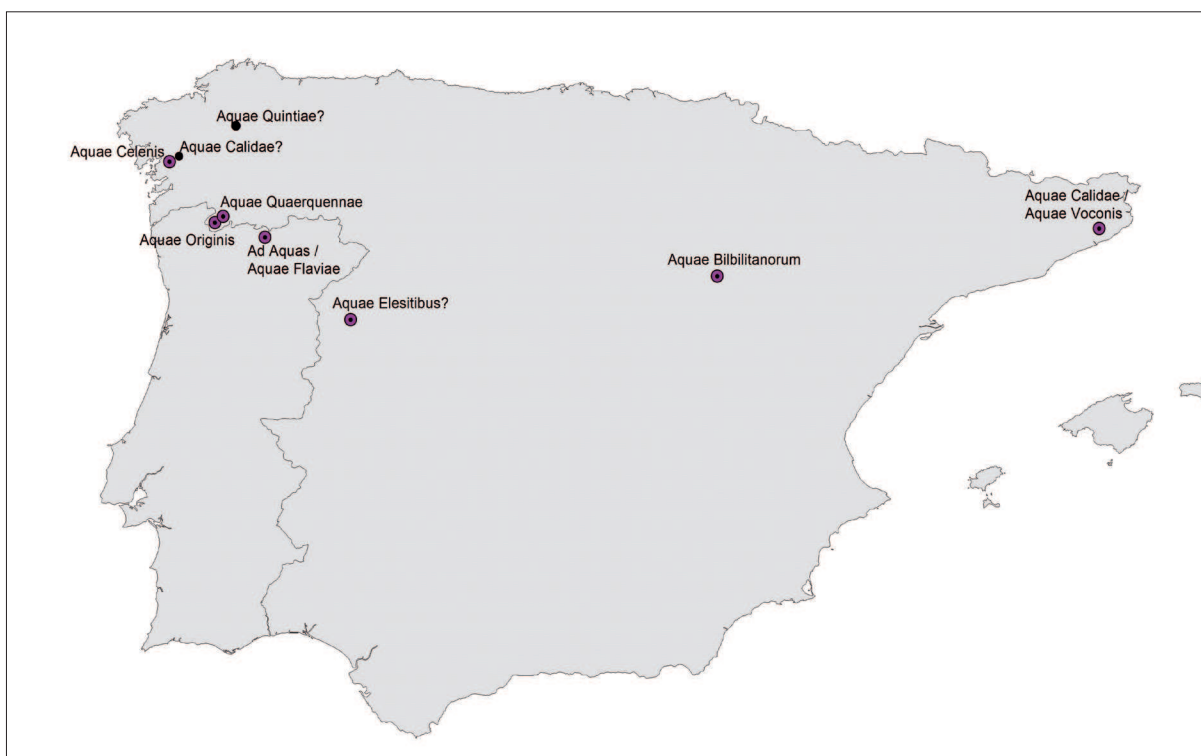 Aquae Quintiae?
Aquae Calidae?
Aquae Celenis
Aquae Quaerquennae
Aquae Originis
Ad Aquas /
Aquae Flaviae
Aquae Elesitibus?
Aquae Bilbilitanorum
Aquae Calidae /
Aquae Voconis